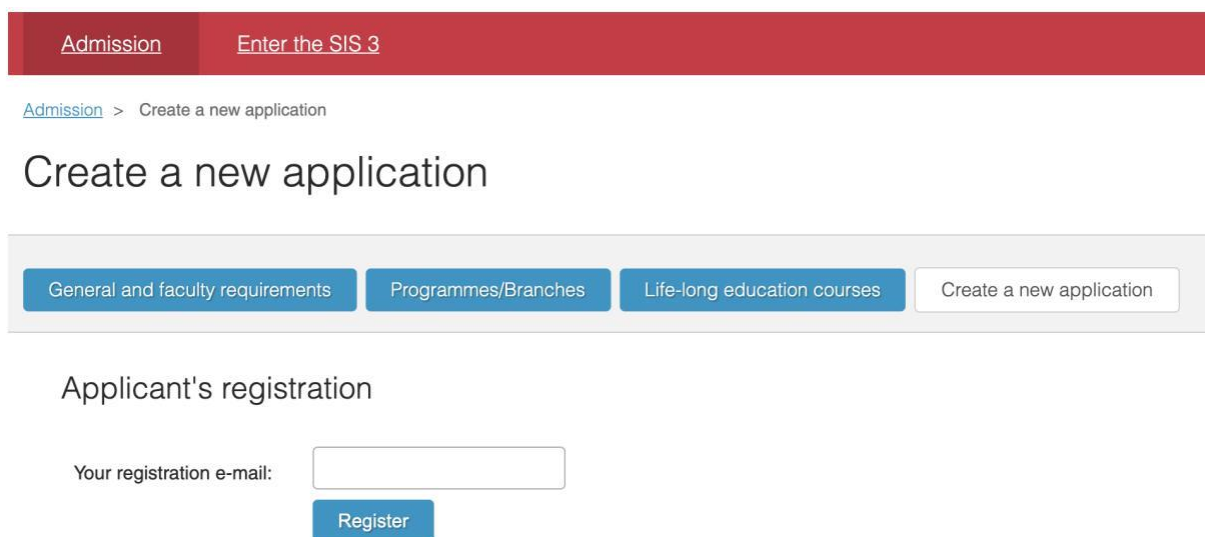 Admission Enter the SIS 3
Admission > Create a new application
Create a new application
General and faculty requirements Programmes/Branches Life-long education courses Create a new application
Applicant's registration
Your registration e-mail:
Register